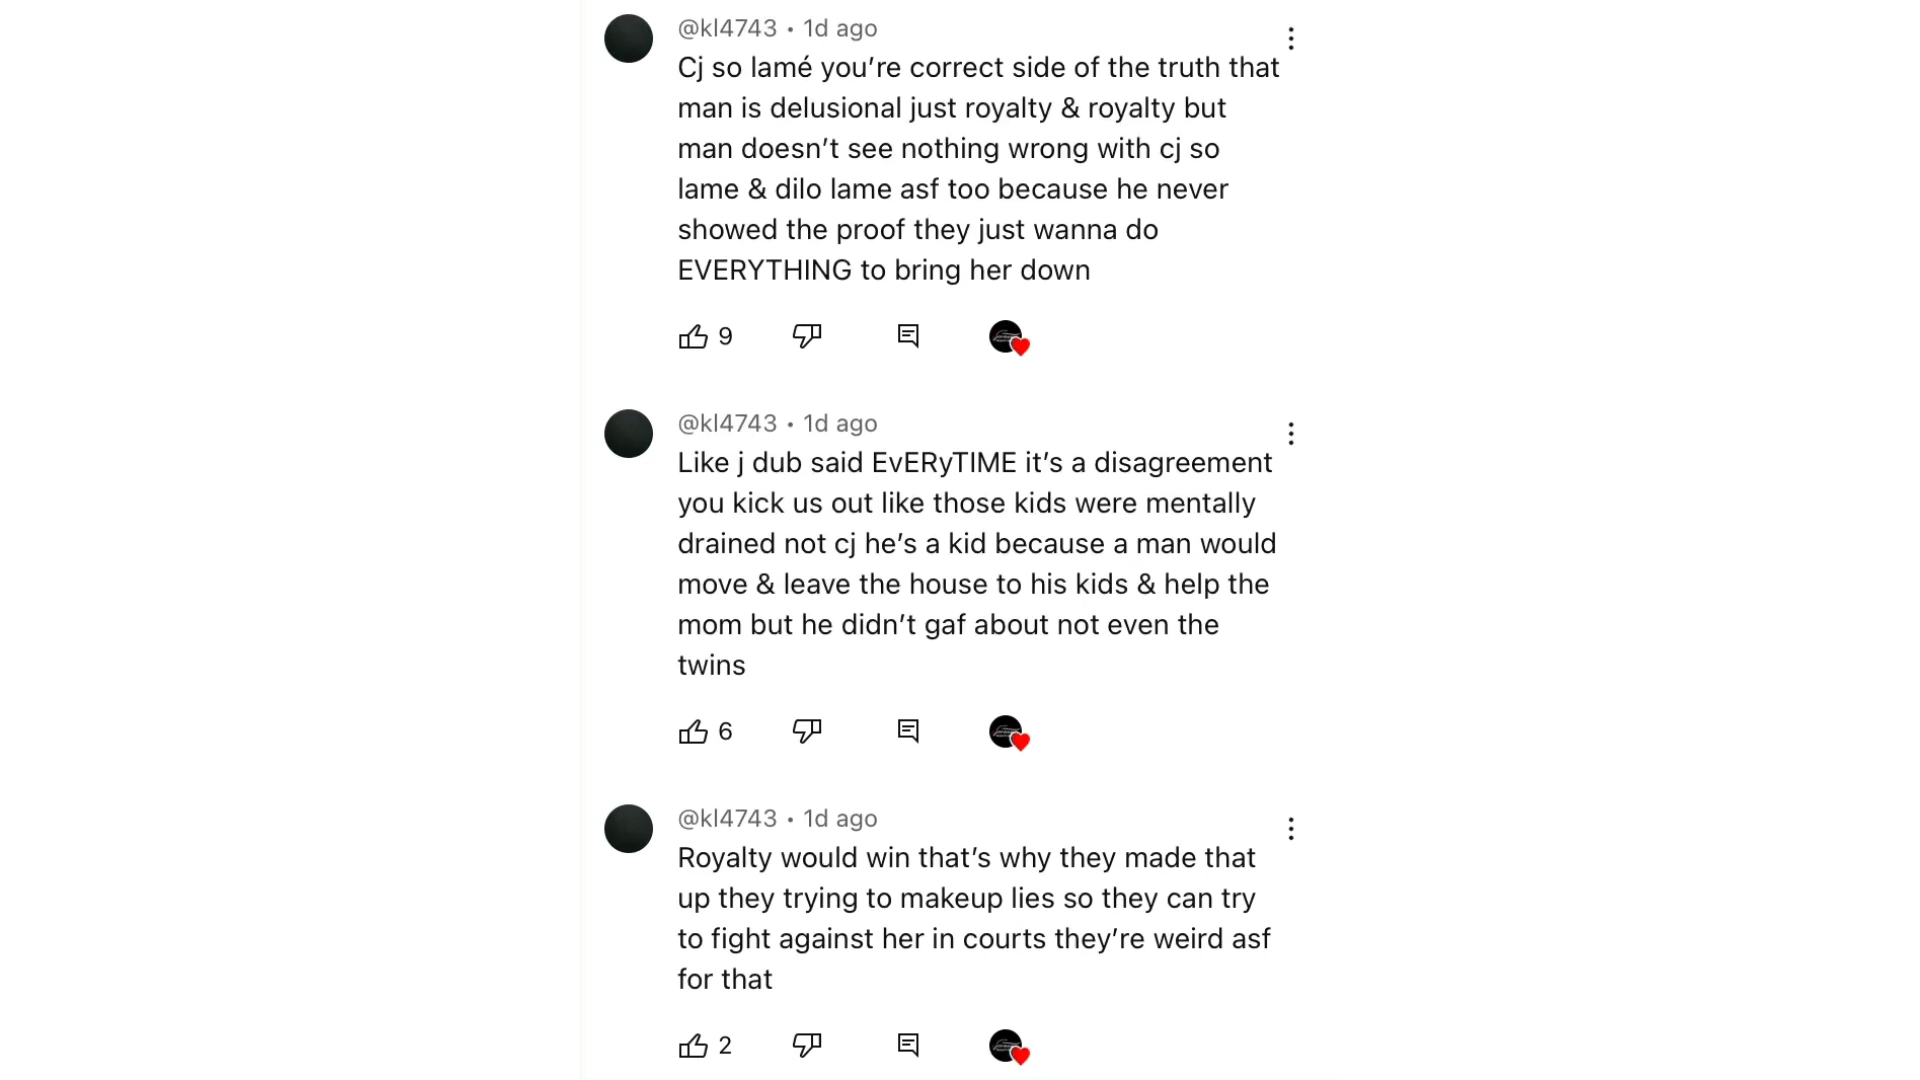 @kl4743 • 1d ago
Cj so lamé you’re correct side of the truth that
man is delusional just royalty & royalty but
man doesn’t see nothing wrong with cj so
lame & dilo lame asf too because he never
showed the proof they just wanna do
EVERYTHING to bring her down
9
@kl4743 • 1d ago
Like j dub said EvERyTIME it’s a disagreement
you kick us out like those kids were mentally
drained not cj he’s a kid because a man would
move & leave the house to his kids & help the
mom but he didn’t gaf about not even the
twins
6
@kl4743 • 1d ago
Royalty would win that’s why they made that
up they trying to makeup lies so they can try
to fight against her in courts they’re weird asf
for that
2